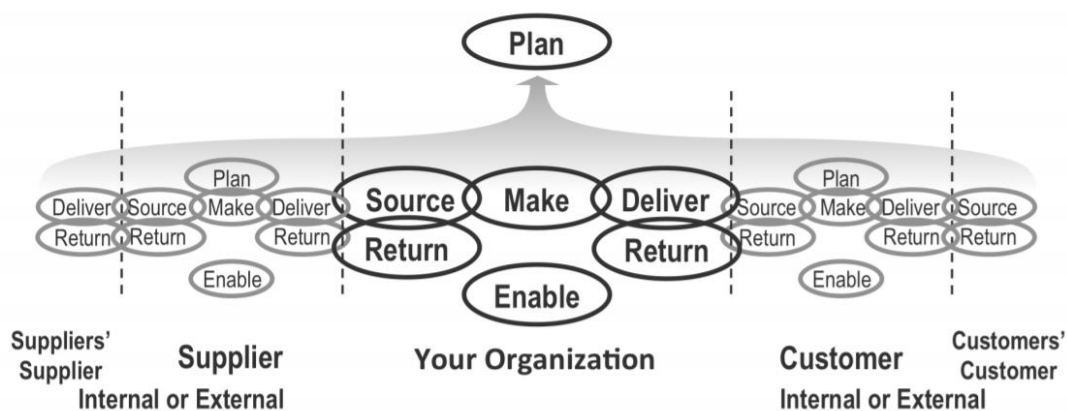 Plan
Plan
Plan
Deliver Source Make Deliver Source Make Deliver Source Make Deliver Source
Return Return Return Return Return Return Return Return
Enable Enable Enable
Suppliers' Supplier Your Organization Customer Customers'
Supplier Customer
Internal or External Internal or External